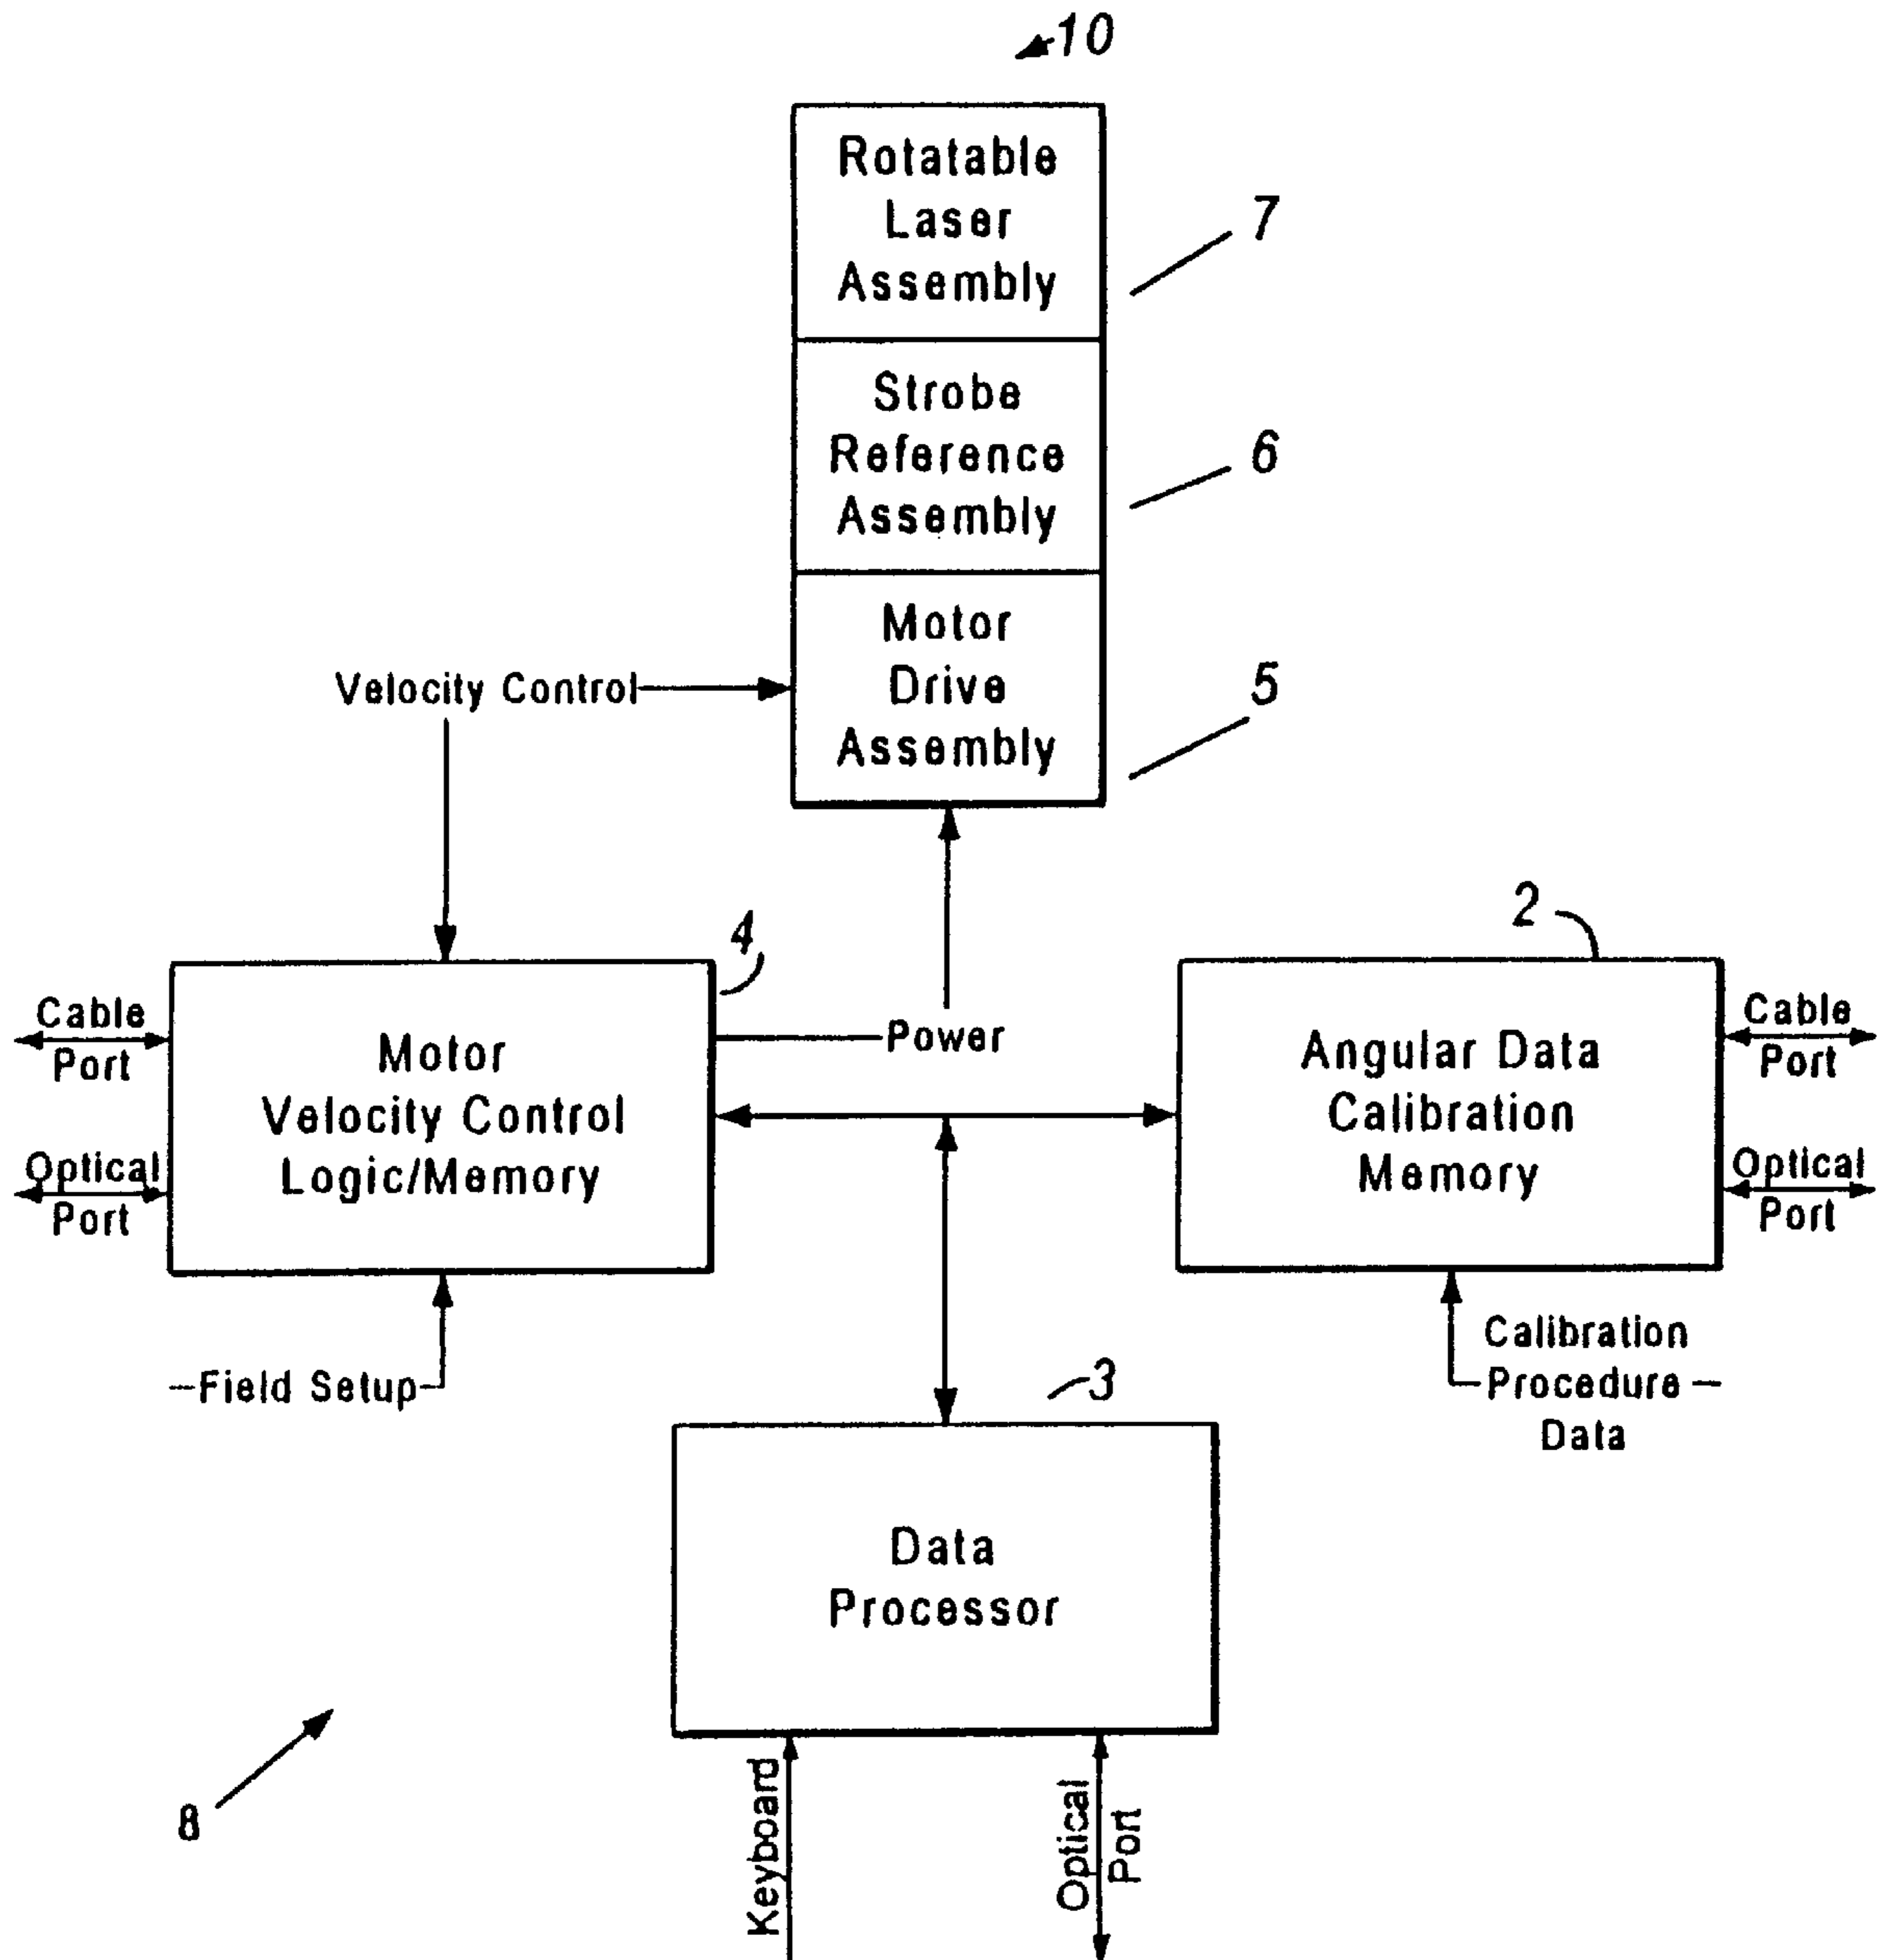 10
Rotatable
Laser
Assembly
7
Strobe
Reference
Assembly
6
Motor
Drive
Assembly
5
Velocity Control
4
2
Cable
Port
Optical
Port
Motor
Velocity Control
Logic/Memory
Power
Angular Data
Calibration
Memory
Cable
Port
Optical
Port
Field Setup
Calibration
Procedure
Data
3
Data
Processor
8
Keyboard
Optical
Port